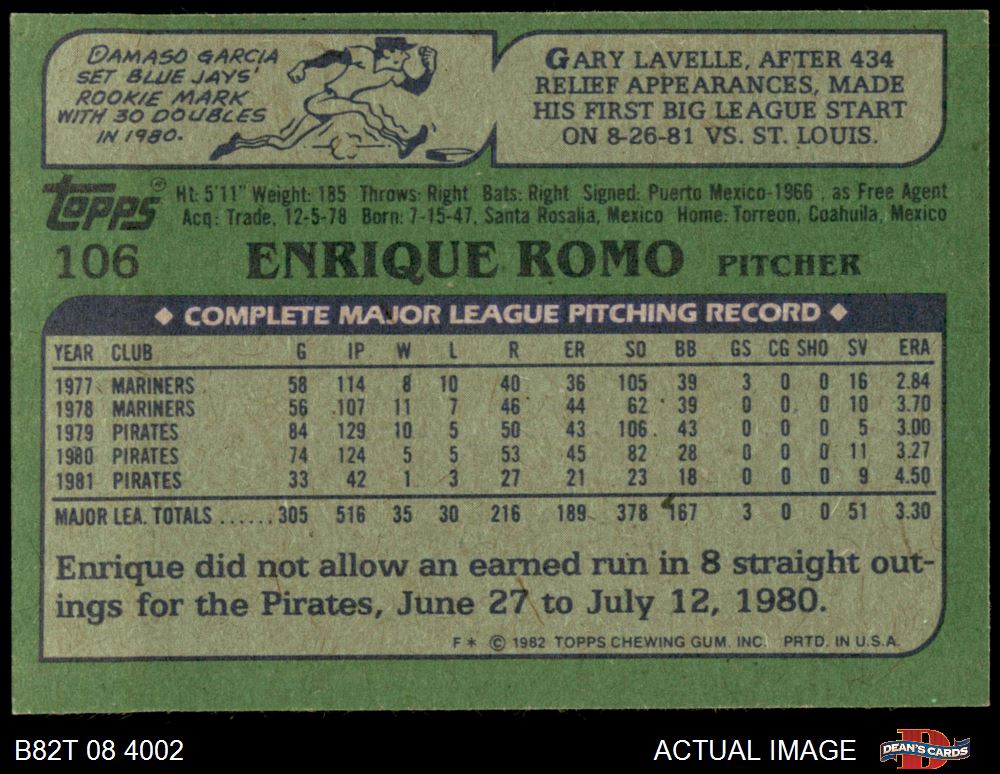 DAMASO GARCIA
SET BLUE JAYS'
ROOKIE MARK
WITH 30 DOUBLES
IN 1980.
GARY LAVELLE, AFTER 434
RELIEF APPEARANCES, MADE
HIS FIRST BIG LEAGUE START
ON 8-26-81 VS. ST. LOUIS.
Topps®
Ht: 5'11" Weight: 185 Throws: Right Bats: Right Signed: Puerto Mexico-1966, as Free Agent
Acq: Trade, 12-5-78 Born: 7-15-47, Santa Rosalia, Mexico Home: Torreon, Coahuila, Mexico
106 ENRIQUE ROMO PITCHER
◆ COMPLETE MAJOR LEAGUE PITCHING RECORD ◆
YEAR CLUB G IP W L R ER SO BB GS CG SHO SV ERA
1977 MARINERS 58 114 8 10 40 36 105 39 3 0 0 16 2.84
1978 MARINERS 56 107 11 7 46 44 62 39 0 0 0 10 3.70
1979 PIRATES 84 129 10 5 50 43 106 43 0 0 0 5 3.00
1980 PIRATES 74 124 5 5 53 45 82 28 0 0 0 11 3.27
1981 PIRATES 33 42 1 3 27 21 23 18 0 0 0 9 4.50
MAJOR LEA. TOTALS ......305 516 35 30 216 189 378 167 3 0 0 51 3.30
Enrique did not allow an earned run in 8 straight out-
ings for the Pirates, June 27 to July 12, 1980.
F* © 1982 TOPPS CHEWING GUM, INC. PRTD. IN U.S.A.
B82T 08 4002
ACTUAL IMAGE
D
DEAN'S CARDS